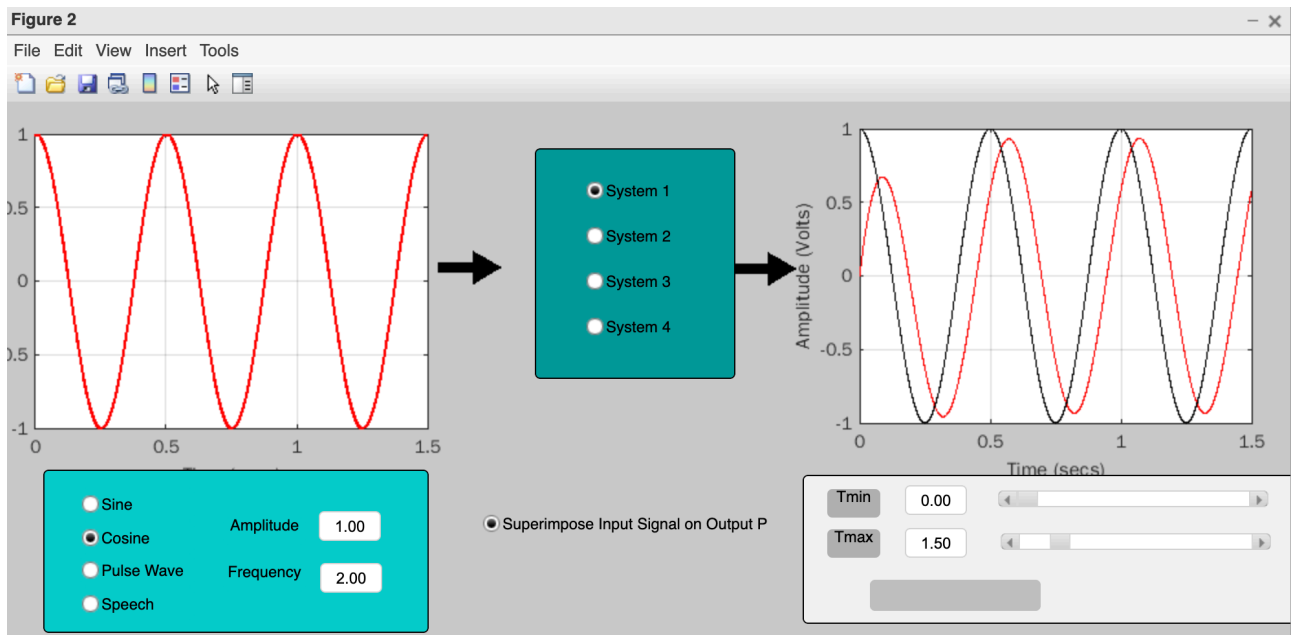 Figure 2
File Edit View Insert Tools
1
0.5
0
0.5
-1
0 0.5 1 1.5
System 1
System 2
System 3
System 4
Amplitude (Volts)
1
0.5
0
-0.5
-1
0 0.5 1 1.5
Time (secs)
Sine
Cosine
Pulse Wave
Speech
Amplitude 1.00
Frequency 2.00
Superimpose Input Signal on Output P
Tmin 0.00
Tmax 1.50